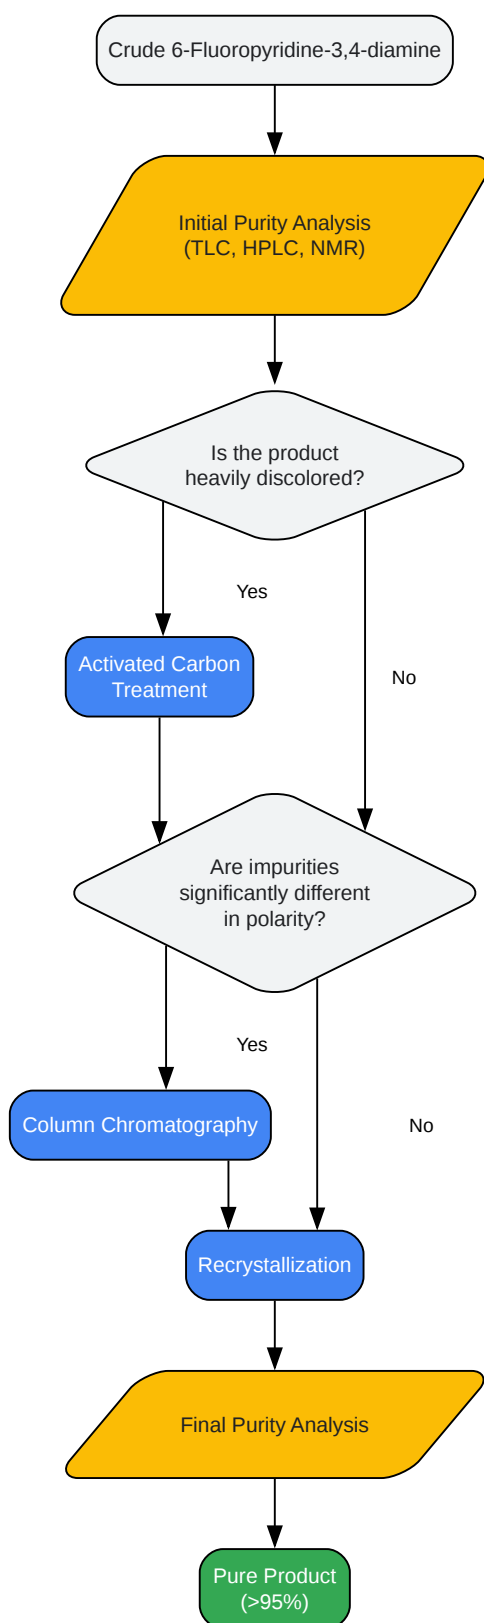 Crude 6-Fluoropyridine-3,4-diamine
Initial Purity Analysis
(TLC, HPLC, NMR)
Is the product
heavily discolored?
Yes
Activated Carbon
Treatment
No
Are impurities
significantly different
in polarity?
Yes
Column Chromatography
No
Recrystallization
Final Purity Analysis
Pure Product
(>95%)